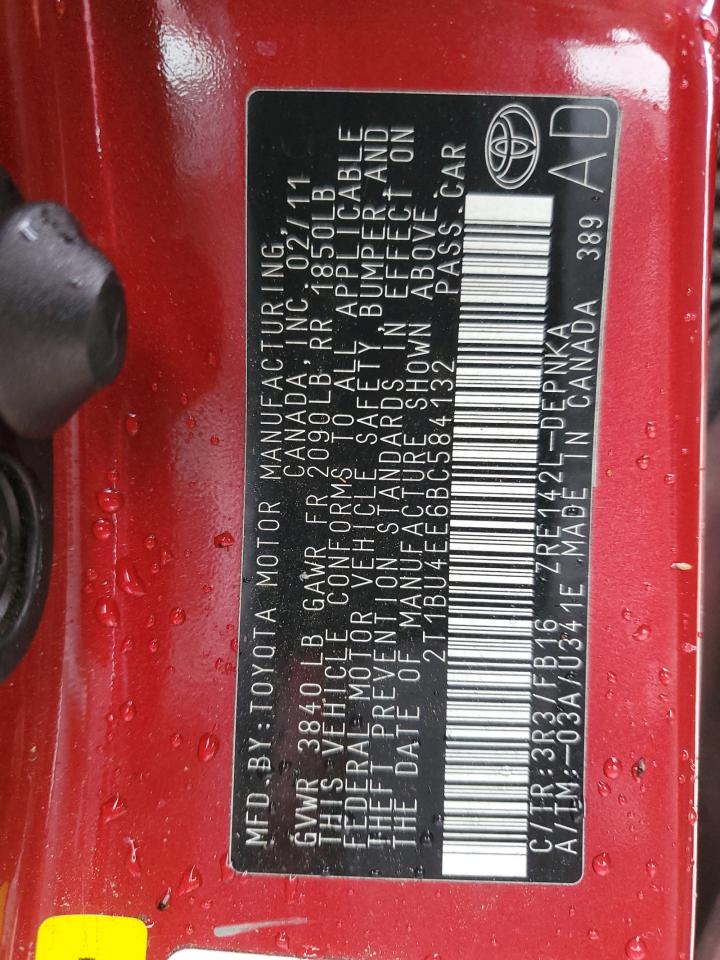 MFD.BY:TOYOTA MOTOR MANUFACTURING,
CANADA, INC. 02/11
GVWR 3840 LB GAWR FR 2090LB RR 1850LB
THIS VEHICLE CONFORMS TO ALL APPLICABLE
FEDERAL MOTOR VEHICLE SAFETY, BUMPER, AND
THEFT PREVENTION STANDARDS IN EFFECT ON
THE DATE OF MANUFACTURE SHOWN ABOVE.
2T1BU4EE6BC584132 PASS.CAR
C/TR:3R3/FB16 ZRE142L-DEPNKA
A/TM:-03A/U341E MADE IN CANADA 389
AD